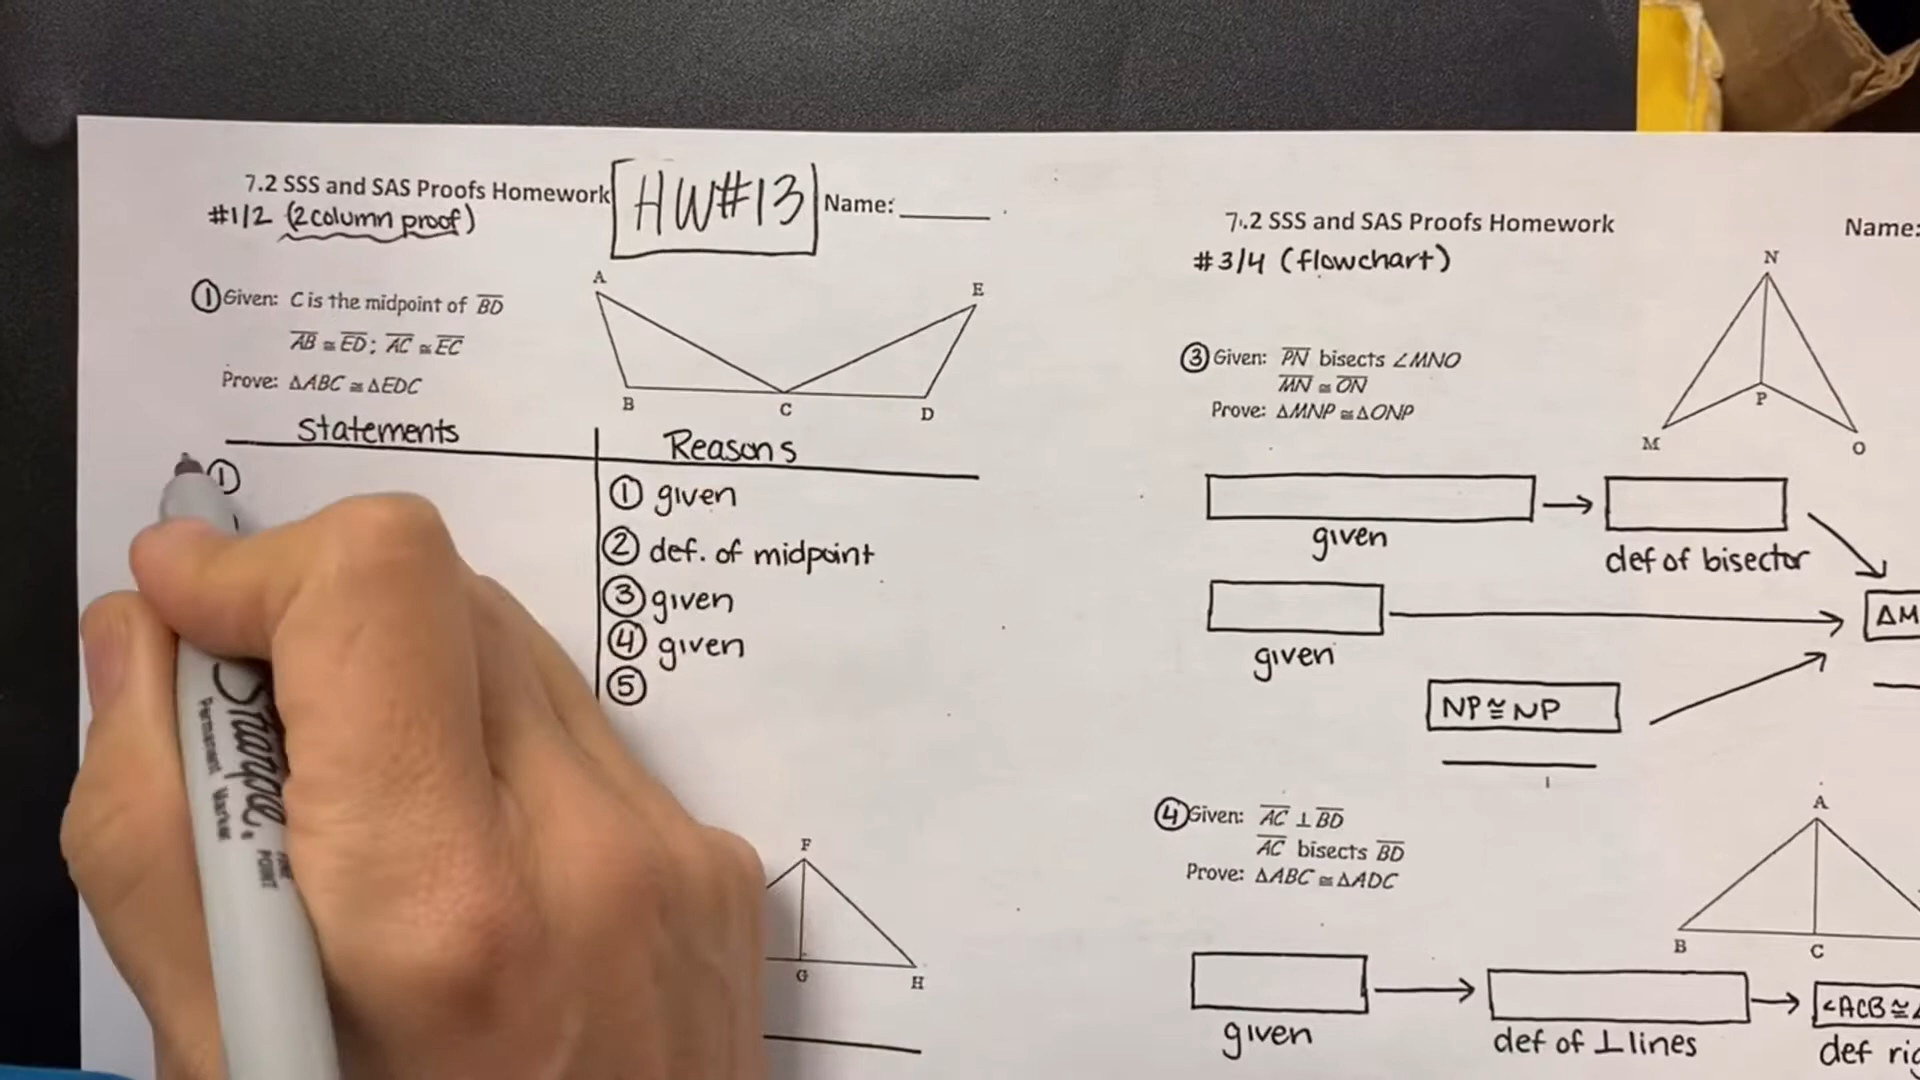 7.2 SSS and SAS Proofs Homework
HW#13
Name:
#1/2 (2 column proof)
① Given: C is the midpoint of BD
AB ≅ ED; AC ≅ EC
Prove: ΔABC ≅ ΔEDC
A
E
B
C
D
Statements
Reasons
①
① given
② def. of midpoint
③ given
④ given
⑤
Sharpie.
Permanent Marker
FINE POINT
F
G
H
7.2 SSS and SAS Proofs Homework
Name:
#3/4 (flowchart)
③ Given: PN bisects ∠MNO
MN ≅ ON
Prove: ΔMNP ≅ ΔONP
N
P
M
O
given
def of bisector
given
ΔM
NP ≅ NP
④ Given: AC ⊥ BD
AC bisects BD
Prove: ΔABC ≅ ΔADC
A
B
C
given
def of ⊥ lines
∠ACB ≅
def